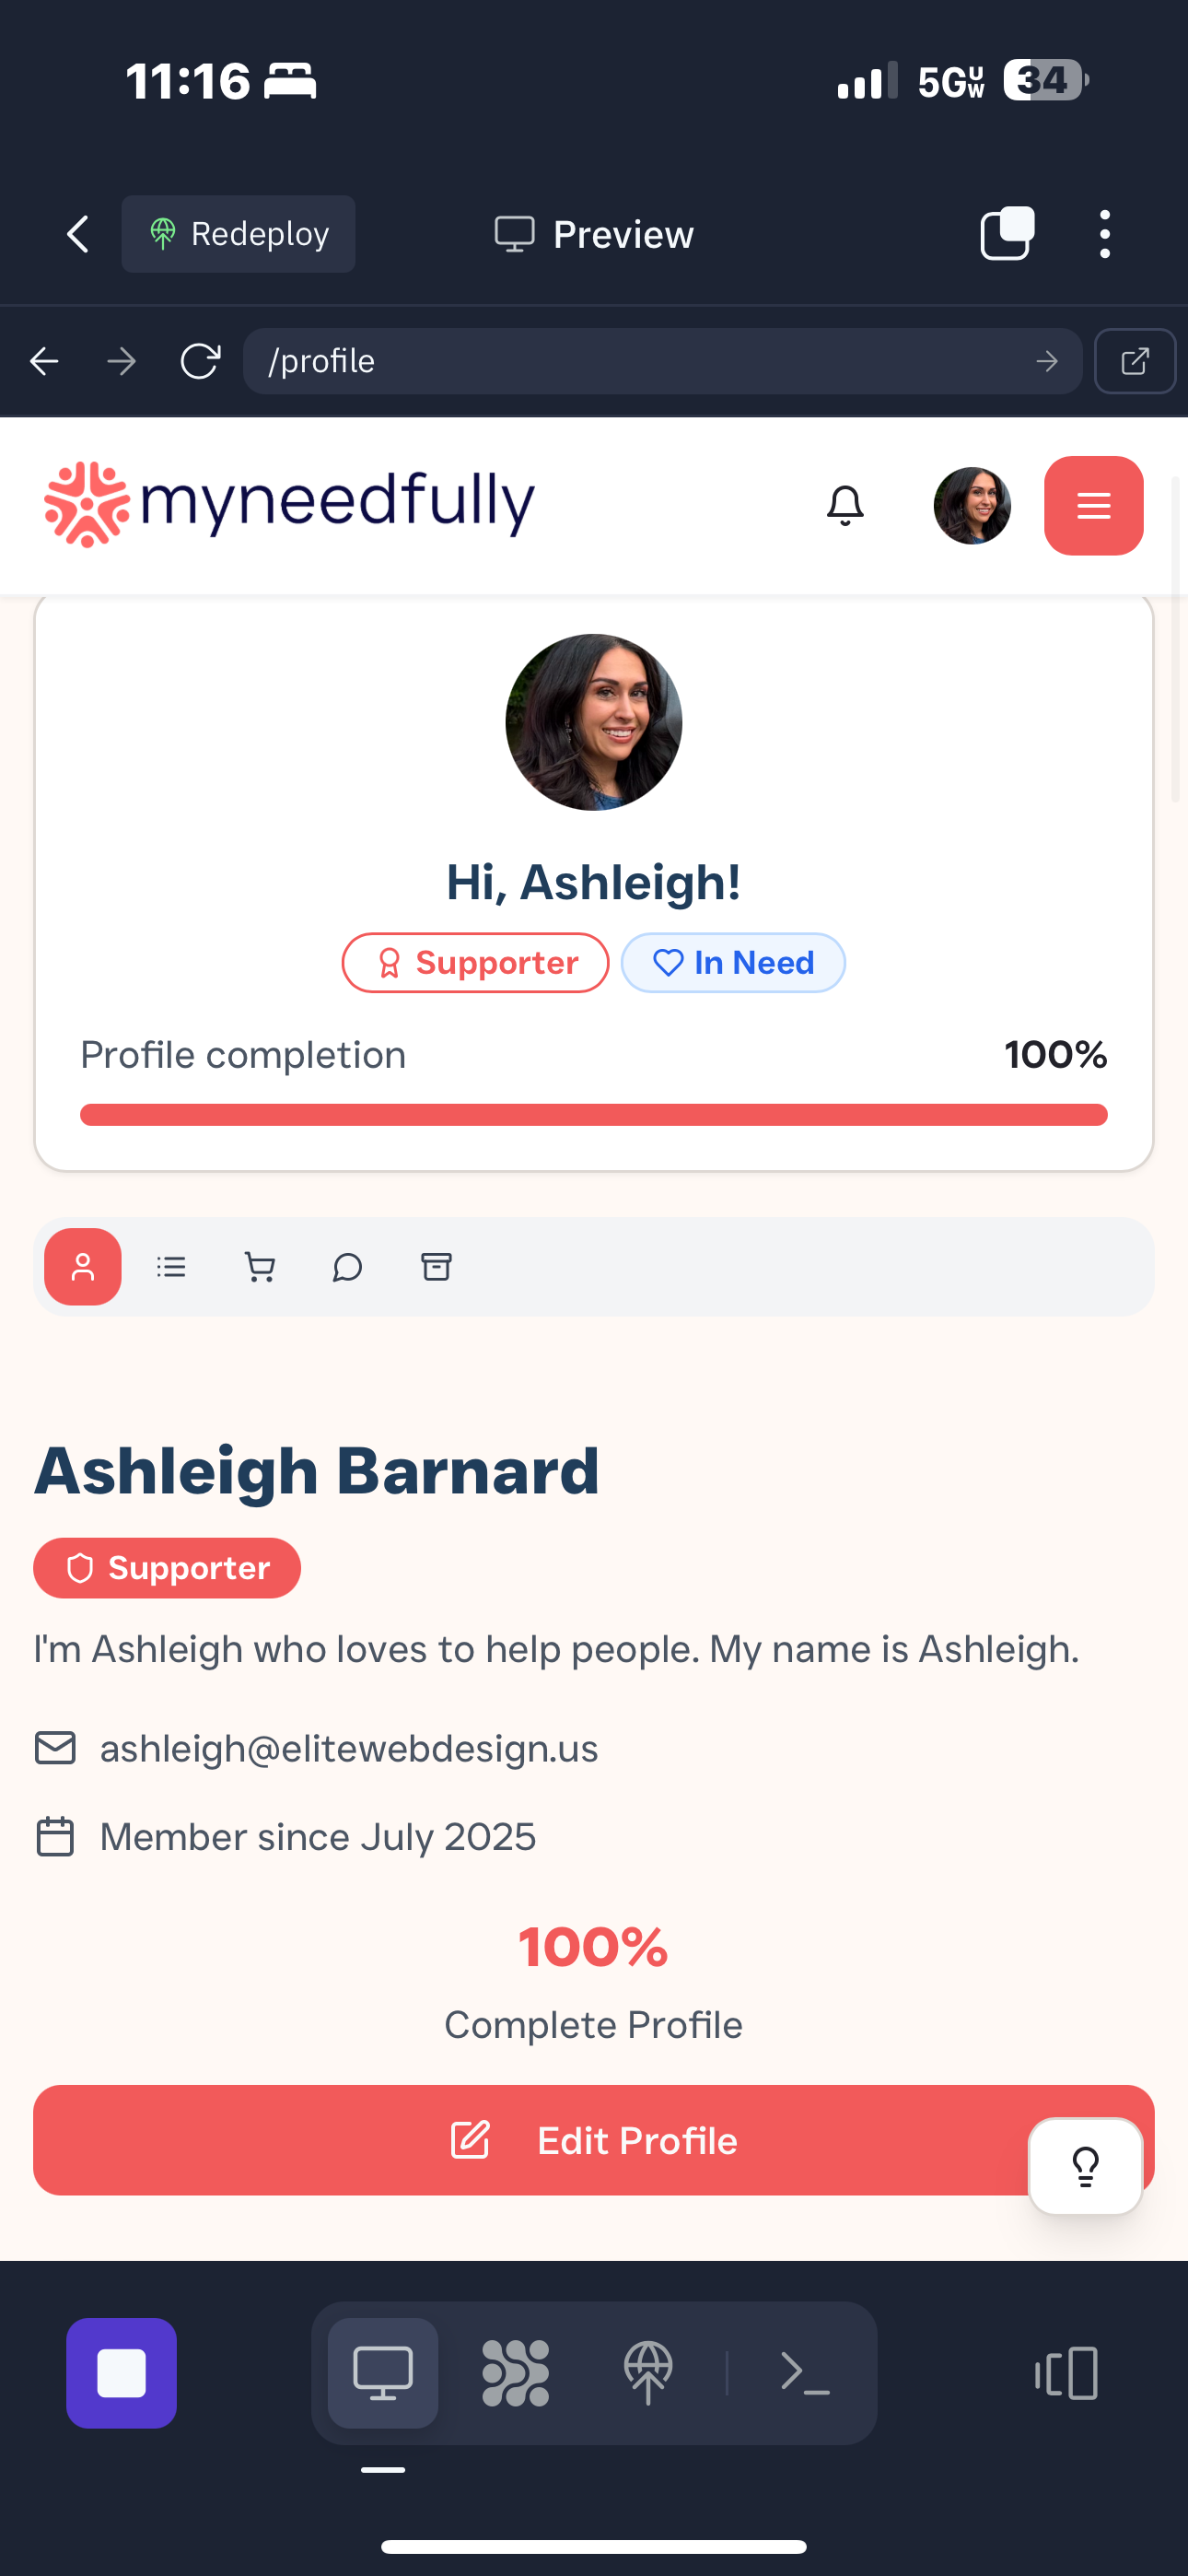 11:16
5G UW 34
Redeploy
Preview
/profile
myneedfully
Hi, Ashleigh!
Supporter In Need
Profile completion 100%
Ashleigh Barnard
Supporter
I'm Ashleigh who loves to help people. My name is Ashleigh.
ashleigh@elitewebdesign.us
Member since July 2025
100%
Complete Profile
Edit Profile